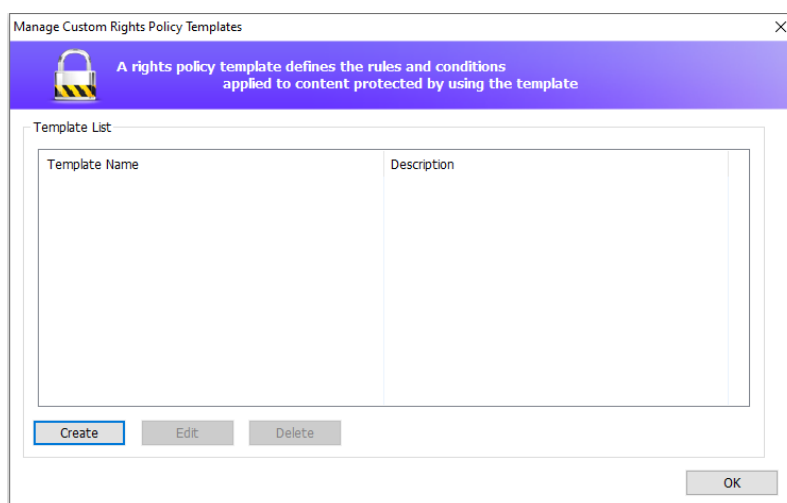 Manage Custom Rights Policy Templates
A rights policy template defines the rules and conditions
applied to content protected by using the template
Template List
Template Name Description
Create Edit Delete
OK